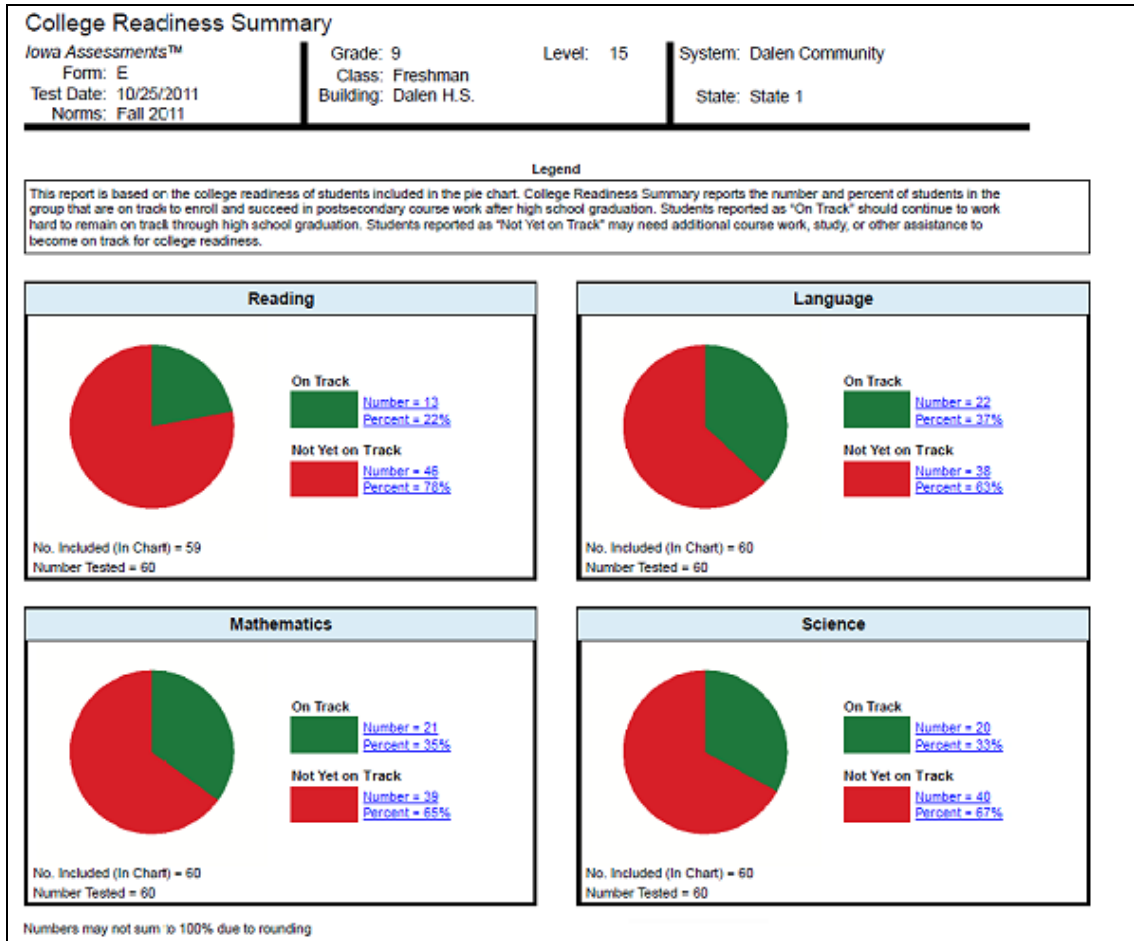 College Readiness Summary
Iowa Assessments™
Form: E
Test Date: 10/25/2011
Norms: Fall 2011
Grade: 9 Level: 15
Class: Freshman
Building: Dalen H.S.
System: Dalen Community
State: State 1
Legend
This report is based on the college readiness of students included in the pie chart. College Readiness Summary reports the number and percent of students in the
group that are on track to enroll and succeed in postsecondary course work after high school graduation. Students reported as "On Track" should continue to work
hard to remain on track through high school graduation. Students reported as "Not Yet on Track" may need additional course work, study, or other assistance to
become on track for college readiness.
Reading
On Track
Number = 13
Percent = 22%
Not Yet on Track
Number = 46
Percent = 78%
No. Included (In Chart) = 59
Number Tested = 60
Language
On Track
Number = 22
Percent = 37%
Not Yet on Track
Number = 38
Percent = 63%
No. Included (In Chart) = 60
Number Tested = 60
Mathematics
On Track
Number = 21
Percent = 35%
Not Yet on Track
Number = 39
Percent = 65%
No. Included (In Chart) = 60
Number Tested = 60
Science
On Track
Number = 20
Percent = 33%
Not Yet on Track
Number = 40
Percent = 67%
No. Included (In Chart) = 60
Number Tested = 60
Numbers may not sum to 100% due to rounding